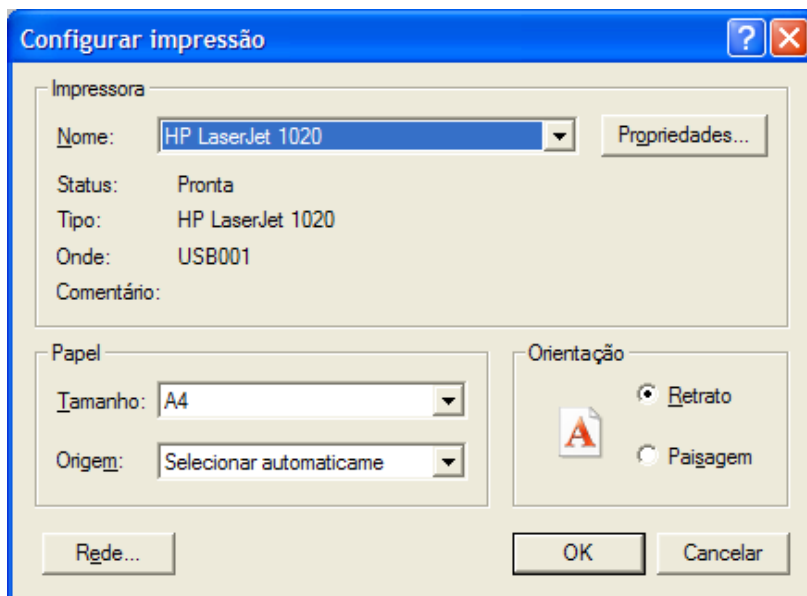 Configurar impressão
Impressora
Nome: HP LaserJet 1020 Propriedades...
Status: Pronta
Tipo: HP LaserJet 1020
Onde: USB001
Comentário:
Papel
Tamanho: A4
Origem: Selecionar automaticame
Orientação
A
Retrato
Paisagem
Rede... OK Cancelar